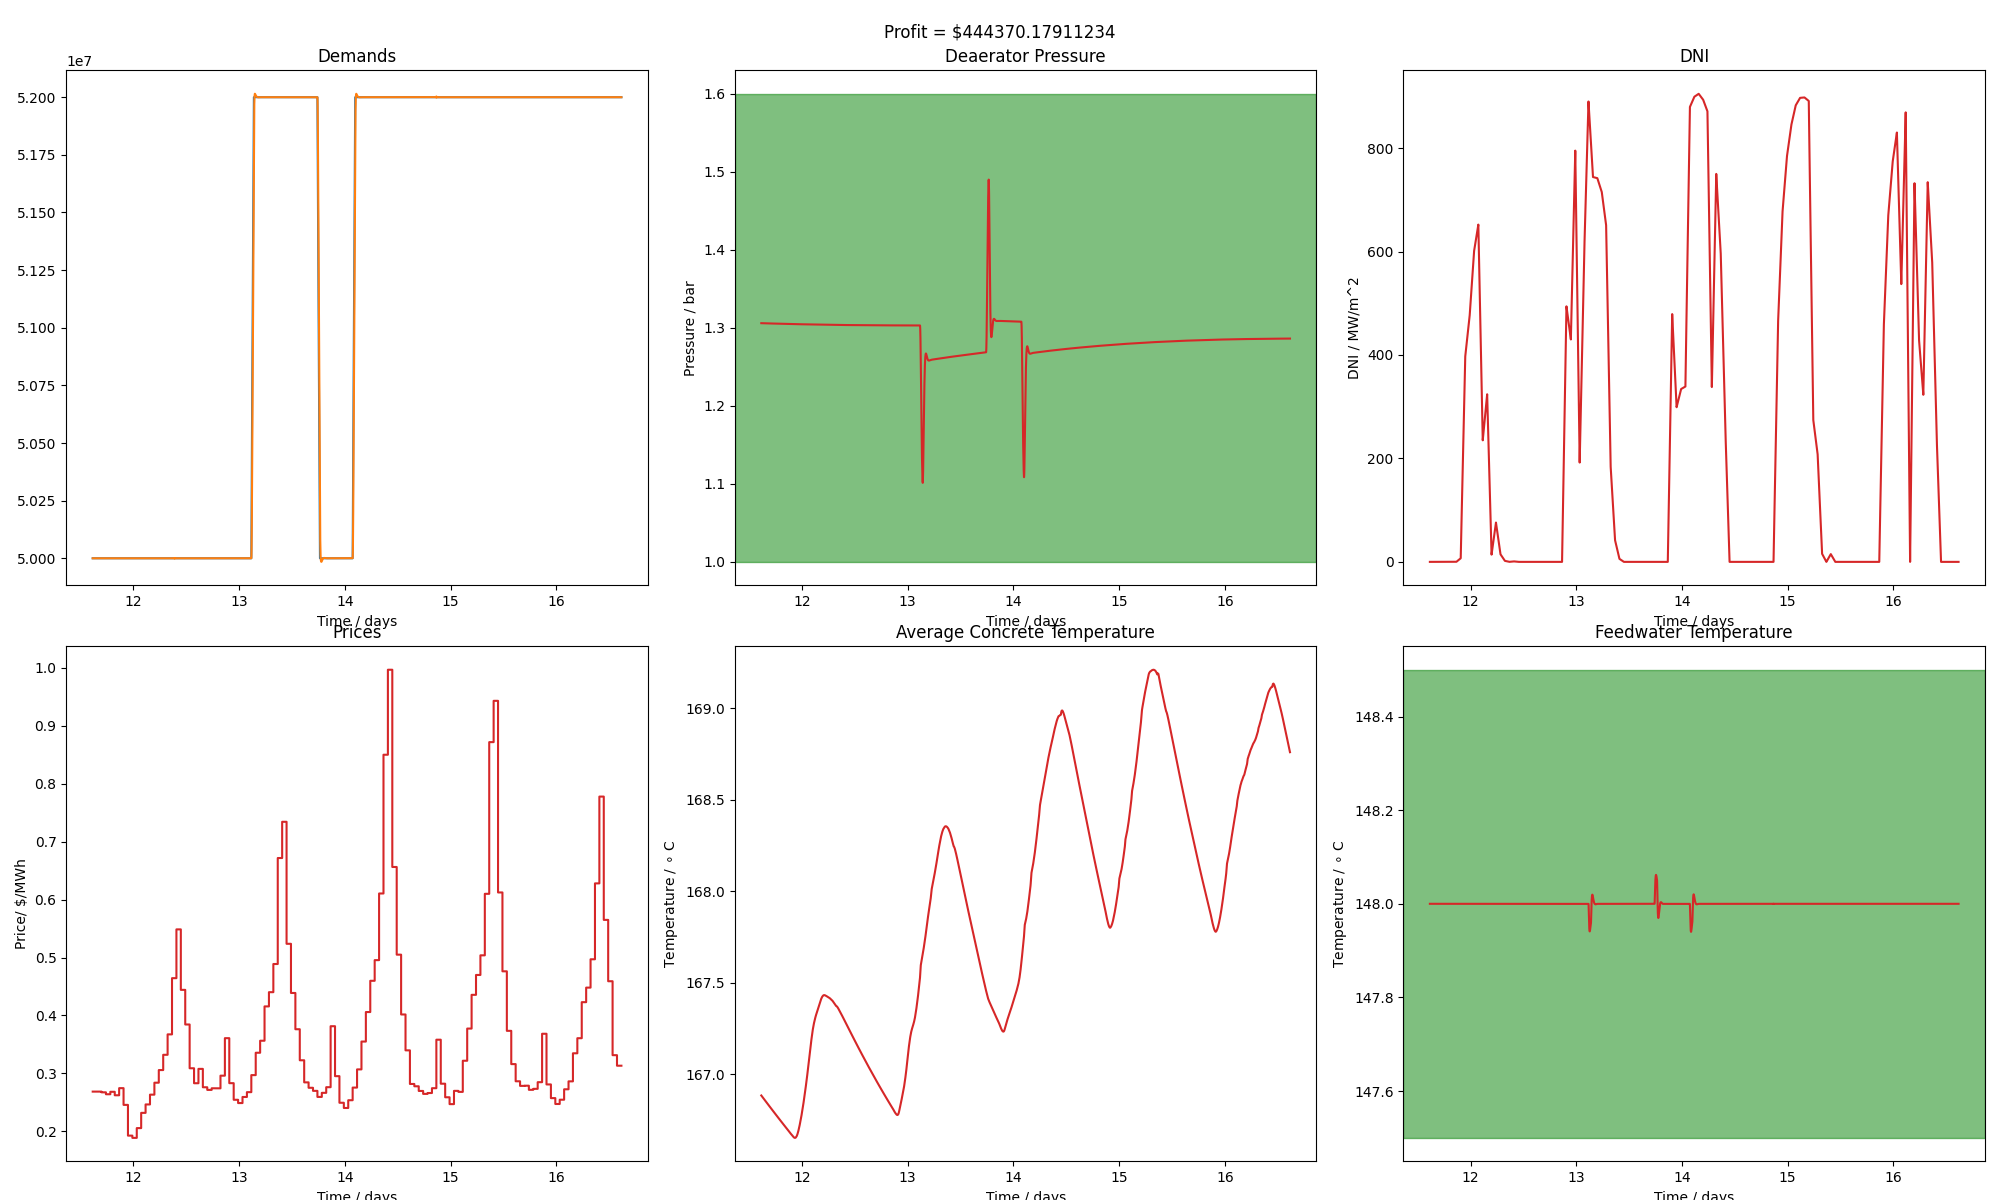 Profit = $444370.17911234
Demands
1e7
5.200
5.175
5.150
5.125
5.100
5.075
5.050
5.025
5.000
12 13 14 15 16
Time / days
Deaerator Pressure
Pressure / bar
1.6
1.5
1.4
1.3
1.2
1.1
1.0
12 13 14 15 16
Time / days
DNI
DNI / MW/m^2
800
600
400
200
0
12 13 14 15 16
Time / days
Prices
Price/ $/MWh
1.0
0.9
0.8
0.7
0.6
0.5
0.4
0.3
0.2
12 13 14 15 16
Time / days
Average Concrete Temperature
Temperature / ∘ C
169.0
168.5
168.0
167.5
167.0
12 13 14 15 16
Time / days
Feedwater Temperature
Temperature / ∘ C
148.4
148.2
148.0
147.8
147.6
12 13 14 15 16
Time / days